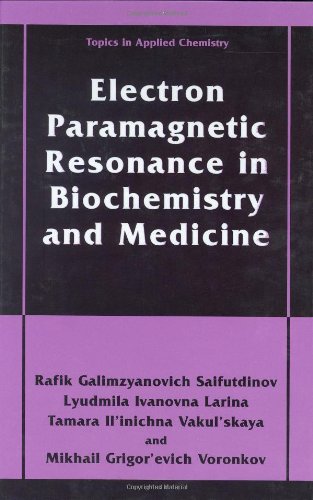 Topics in Applied Chemistry
Electron
Paramagnetic
Resonance in
Biochemistry
and Medicine
Rafik Galimzyanovich Saifutdinov
Lyudmila Ivanovna Larina
Tamara Il'inichna Vakul'skaya
and
Mikhail Grigor'evich Voronkov